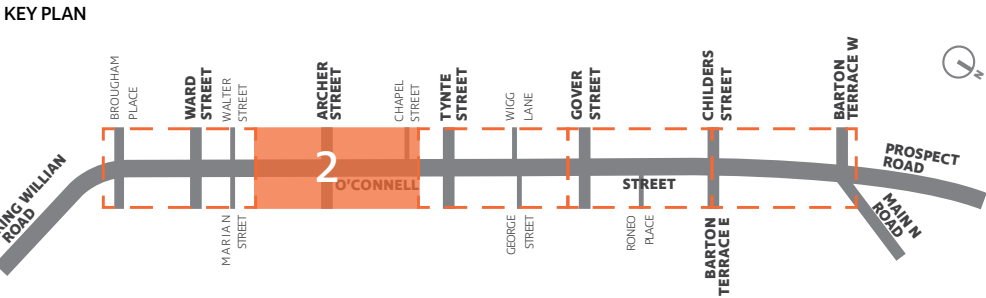 KEY PLAN
BROUGHAM
PLACE
WARD
STREET
WALTER
STREET
ARCHER
STREET
CHAPEL
STREET
TYNTE
STREET
WIGG
LANE
GOVER
STREET
CHILDERS
STREET
BARTON
TERRACE W
N
KING WILLIAN
ROAD
2
O'CONNELL
STREET
PROSPECT
ROAD
MAIN N
ROAD
MARIAN
STREET
GEORGE
STREET
RONEO
PLACE
BARTON
TERRACE E